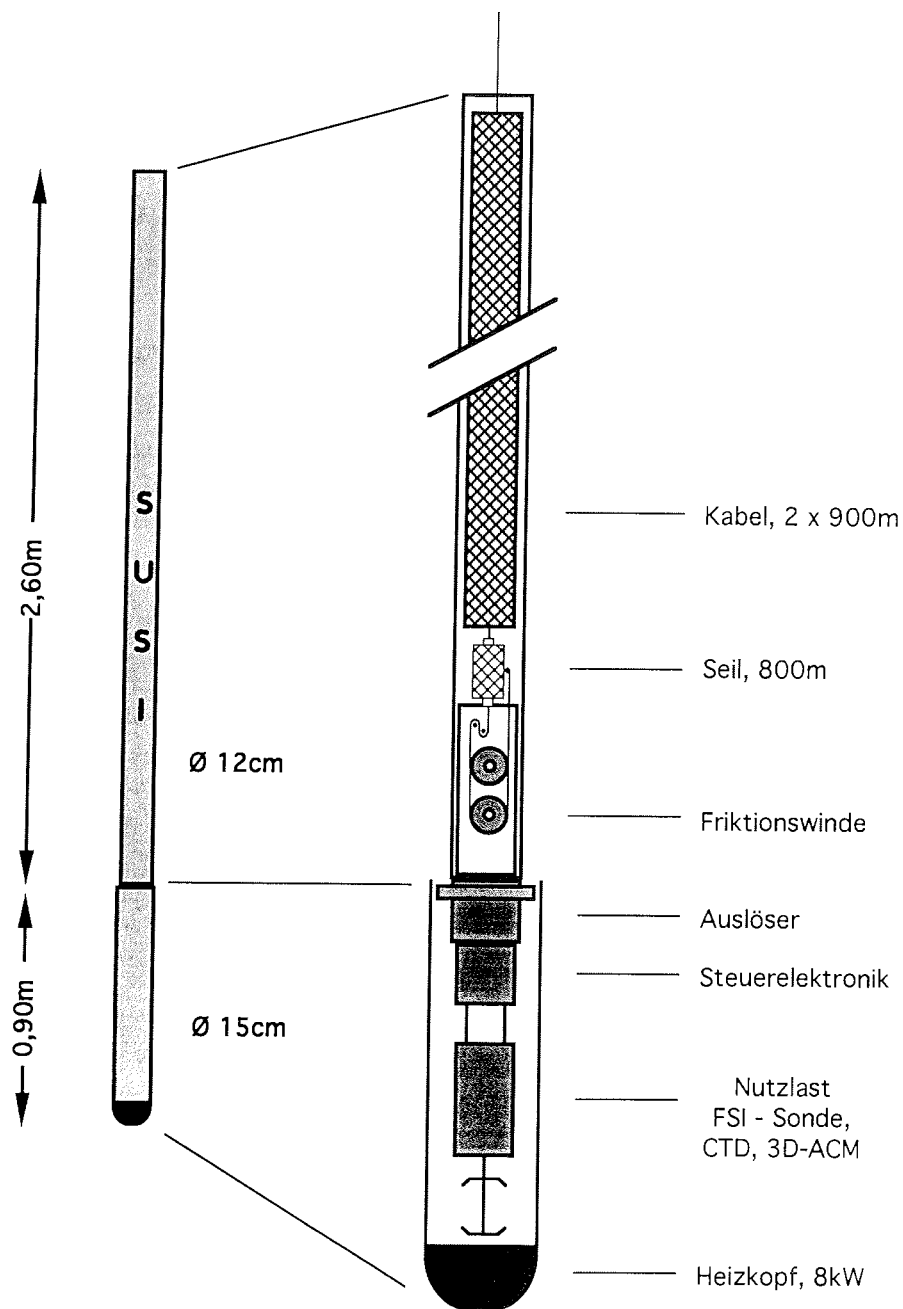 2,60m
S
U
S
I
Ø 12cm
0,90m
Ø 15cm
Kabel, 2 x 900m
Seil, 800m
Friktionswinde
Auslöser
Steuerelektronik
Nutzlast
FSI - Sonde,
CTD, 3D-ACM
Heizkopf, 8kW